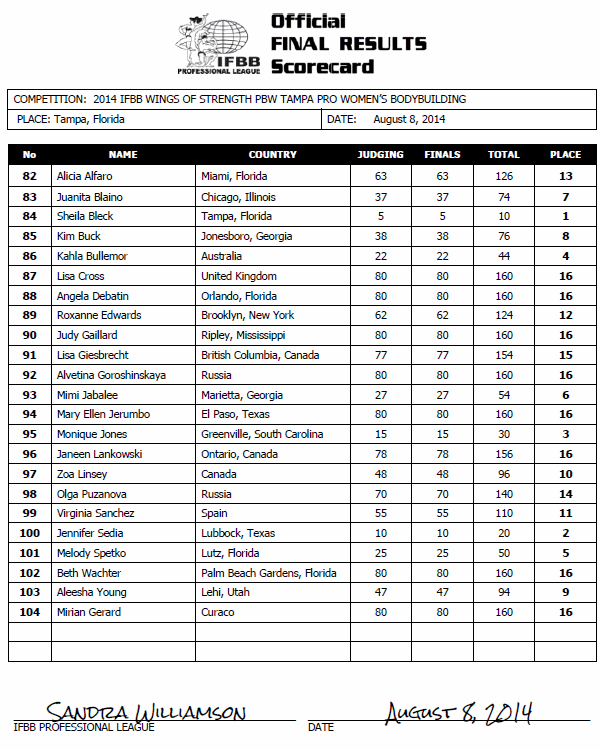 IFBB
PROFESSIONAL LEAGUE
Official
FINAL RESULTS
Scorecard
COMPETITION: 2014 IFBB WINGS OF STRENGTH PBW TAMPA PRO WOMEN'S BODYBUILDING
PLACE: Tampa, Florida DATE: August 8, 2014
No NAME COUNTRY JUDGING FINALS TOTAL PLACE
82 Alicia Alfaro Miami, Florida 63 63 126 13
83 Juanita Blaino Chicago, Illinois 37 37 74 7
84 Sheila Bleck Tampa, Florida 5 5 10 1
85 Kim Buck Jonesboro, Georgia 38 38 76 8
86 Kahla Bullemor Australia 22 22 44 4
87 Lisa Cross United Kingdom 80 80 160 16
88 Angela Debatin Orlando, Florida 80 80 160 16
89 Roxanne Edwards Brooklyn, New York 62 62 124 12
90 Judy Gaillard Ripley, Mississippi 80 80 160 16
91 Lisa Giesbrecht British Columbia, Canada 77 77 154 15
92 Alvetina Goroshinskaya Russia 80 80 160 16
93 Mimi Jabalee Marietta, Georgia 27 27 54 6
94 Mary Ellen Jerumbo El Paso, Texas 80 80 160 16
95 Monique Jones Greenville, South Carolina 15 15 30 3
96 Janeen Lankowski Ontario, Canada 78 78 156 16
97 Zoa Linsey Canada 48 48 96 10
98 Olga Puzanova Russia 70 70 140 14
99 Virginia Sanchez Spain 55 55 110 11
100 Jennifer Sedia Lubbock, Texas 10 10 20 2
101 Melody Spetko Lutz, Florida 25 25 50 5
102 Beth Wachter Palm Beach Gardens, Florida 80 80 160 16
103 Aleesha Young Lehi, Utah 47 47 94 9
104 Mirian Gerard Curaco 80 80 160 16
SANDRA WILLIAMSON AUGUST 8, 2014
IFBB PROFESSIONAL LEAGUE DATE